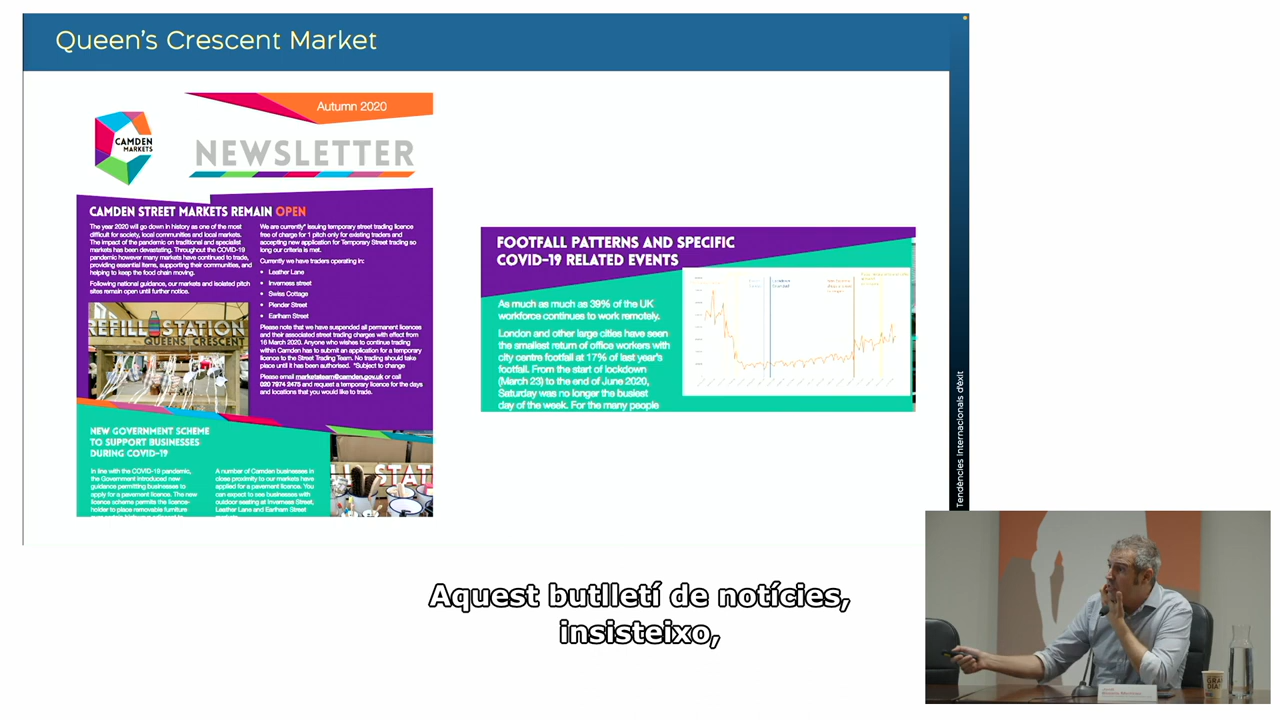 Queen's Crescent Market
Autumn 2020
CAMDEN
MARKETS
NEWSLETTER
CAMDEN STREET MARKETS REMAIN OPEN
The year 2020 will go down in history as one of the most
difficult for society, local communities and local markets.
The impact of the pandemic on traditional and specialist
markets has been devastating. Throughout the COVID-19
pandemic however many markets have continued to trade,
providing essential items, supporting their communities, and
helping to keep the food chain moving.
Following national guidance, our markets and isolated pitch
sites remain open until further notice.
REFILL STATION
QUEENS CRESCENT
We are currently* issuing temporary street trading licence
free of charge for 1 pitch only for existing traders and
accepting new application for Temporary Street trading so
long our criteria is met.
Currently we have traders operating in:
• Leather Lane
• Inverness street
• Swiss Cottage
• Plender Street
• Earlham Street
Please note that we have suspended all permanent licences
and their associated street trading charges with effect from
16 March 2020. Anyone who wishes to continue trading
within Camden has to submit an application for a temporary
licence to the Street Trading Team. No trading should take
place until it has been authorised. *Subject to change
Please email marketsteam@camden.gov.uk or call
020 7974 2475 and request a temporary licence for the days
and locations that you would like to trade.
NEW GOVERNMENT SCHEME
TO SUPPORT BUSINESSES
DURING COVID-19
In line with the COVID-19 pandemic,
the Government introduced new
guidance permitting businesses to
apply for a pavement licence. The new
licence scheme permits the licence-
holder to place removable furniture
A number of Camden businesses in
close proximity to our markets have
applied for a pavement licence. You
can expect to see businesses with
outdoor seating at Inverness Street,
Leather Lane and Earlham Street
FOOTFALL PATTERNS AND SPECIFIC
COVID-19 RELATED EVENTS
As much as much as 39% of the UK
workforce continues to work remotely.
London and other large cities have seen
the smallest return of office workers with
city centre footfall at 17% of last year's
footfall. From the start of lockdown
(March 23) to the end of June 2020,
Saturday was no longer the busiest
day of the week. For the many people
Tendències Internacionals d'èxit
Aquest butlletí de notícies,
insisteixo,